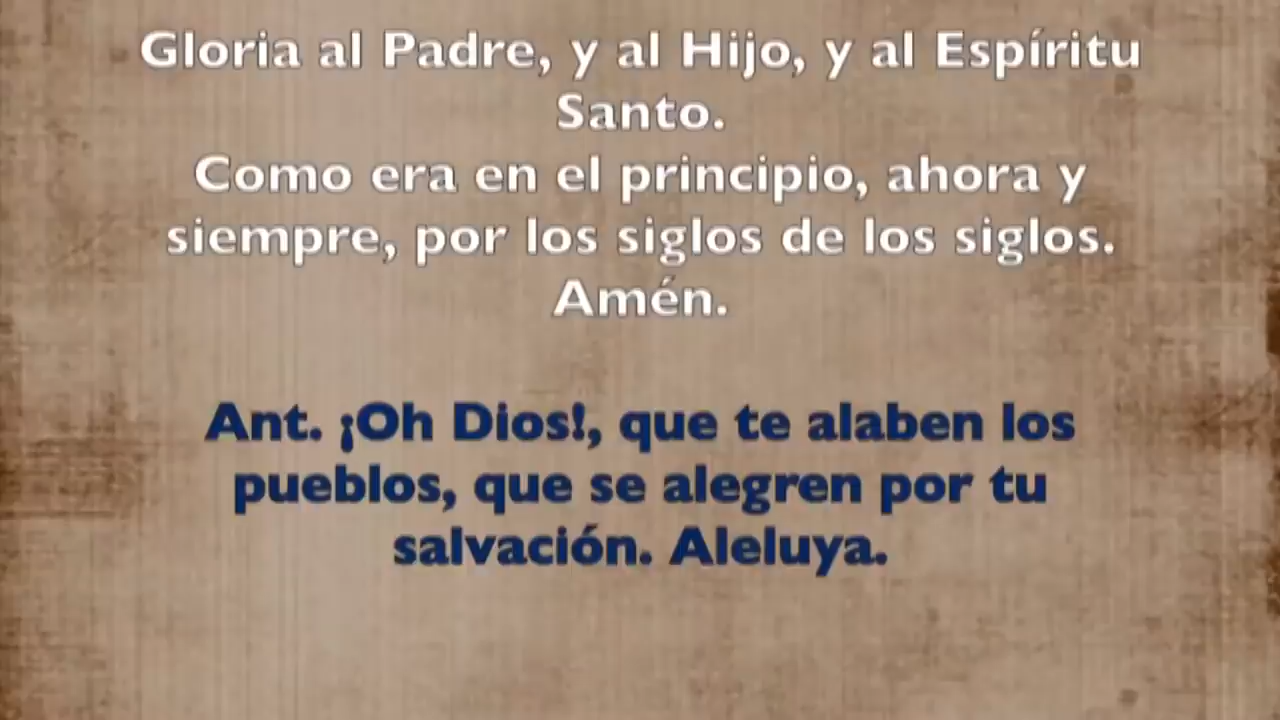 Gloria al Padre, y al Hijo, y al Espíritu
Santo.
Como era en el principio, ahora y
siempre, por los siglos de los siglos.
Amén.
Ant. ¡Oh Dios!, que te alaben los
pueblos, que se alegren por tu
salvación. Aleluya.